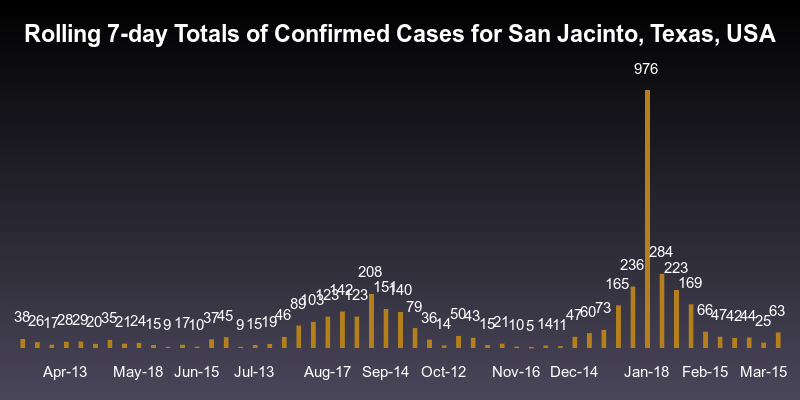 Rolling 7-day Totals of Confirmed Cases for San Jacinto, Texas, USA
976
38 26 17 28 29 20 35 21 24 15 9 17 10 37 45 9 15 19 46 89 103 123 142 123 208 151 140 79 36 14 50 43 15 21 10 5 14 11 47 60 73 165 236 284 223 169 66 47 42 44 25 63
Apr-13 May-18 Jun-15 Jul-13 Aug-17 Sep-14 Oct-12 Nov-16 Dec-14 Jan-18 Feb-15 Mar-15